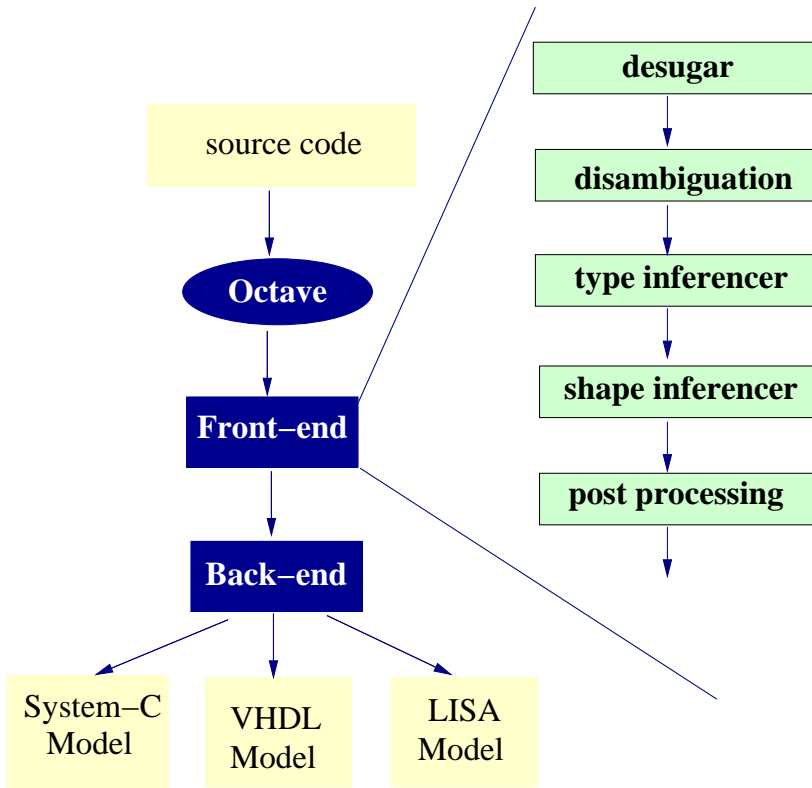 source code
Octave
Front−end
Back−end
System−C
Model
VHDL
Model
LISA
Model
desugar
disambiguation
type inferencer
shape inferencer
post processing